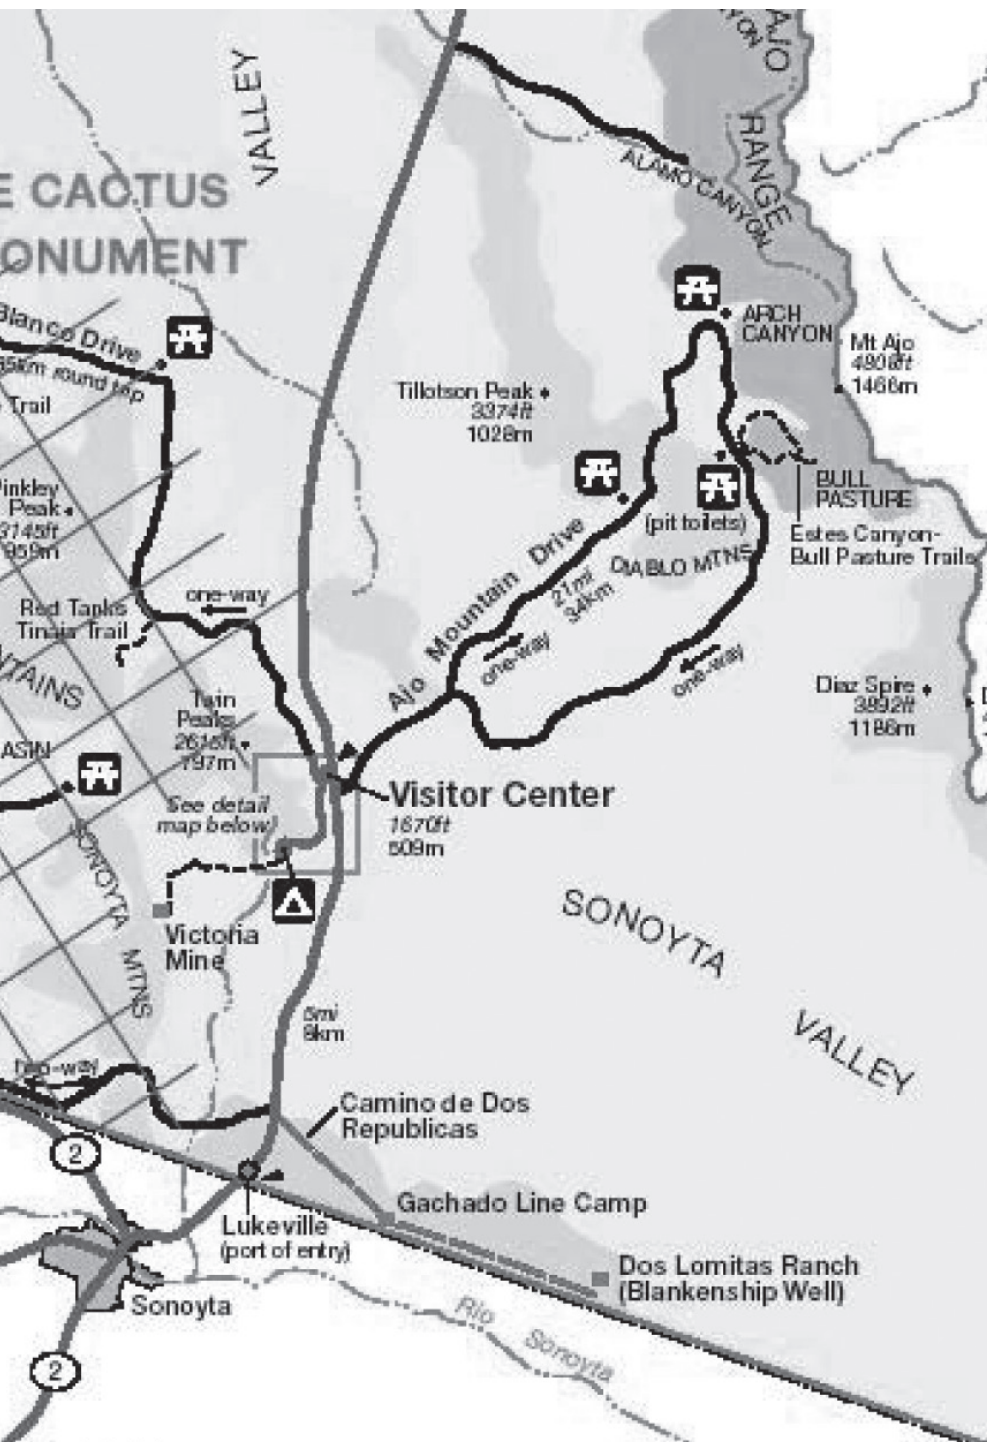 AJO
RANGE
VALLEY
E CACTUS
ONUMENT
ALAMO CANYON
Blanco Drive
5km round trip
Trail
ARCH
CANYON
Mt Ajo
4808ft
1466m
Tillotson Peak
3374ft
1028m
inkley
Peak
3145ft
959m
BULL
PASTURE
(pit toilets)
Estes Canyon-
Bull Pasture Trails
DIABLO MTNS
Ajo Mountain Drive
21mi
34km
one-way
one-way
one-way
Red Tanks
Tinaja Trail
NTAINS
Twin
Peaks
2615ft
797m
Diaz Spire
3892ft
1186m
D
ASIN
See detail
map below
Visitor Center
1670ft
509m
SONOYTA
MTNS
Victoria
Mine
SONOYTA
VALLEY
5mi
8km
two-way
Camino de Dos
Republicas
2
Gachado Line Camp
Lukeville
(port of entry)
Dos Lomitas Ranch
(Blankenship Well)
Sonoyta
Rio Sonoyta
2